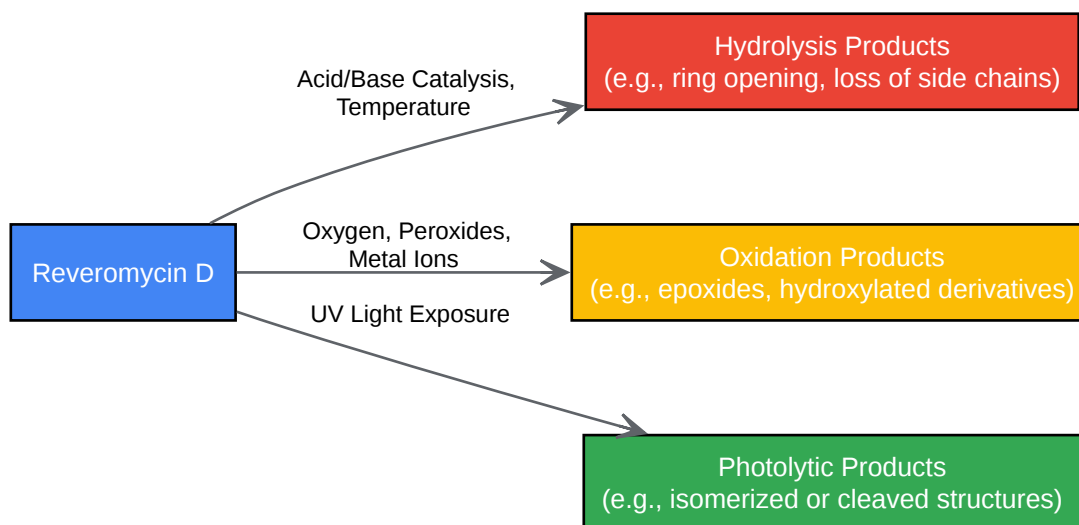 Hydrolysis Products
(e.g., ring opening, loss of side chains)
Acid/Base Catalysis,
Temperature
Reveromycin D
Oxygen, Peroxides,
Metal Ions
Oxidation Products
(e.g., epoxides, hydroxylated derivatives)
UV Light Exposure
Photolytic Products
(e.g., isomerized or cleaved structures)